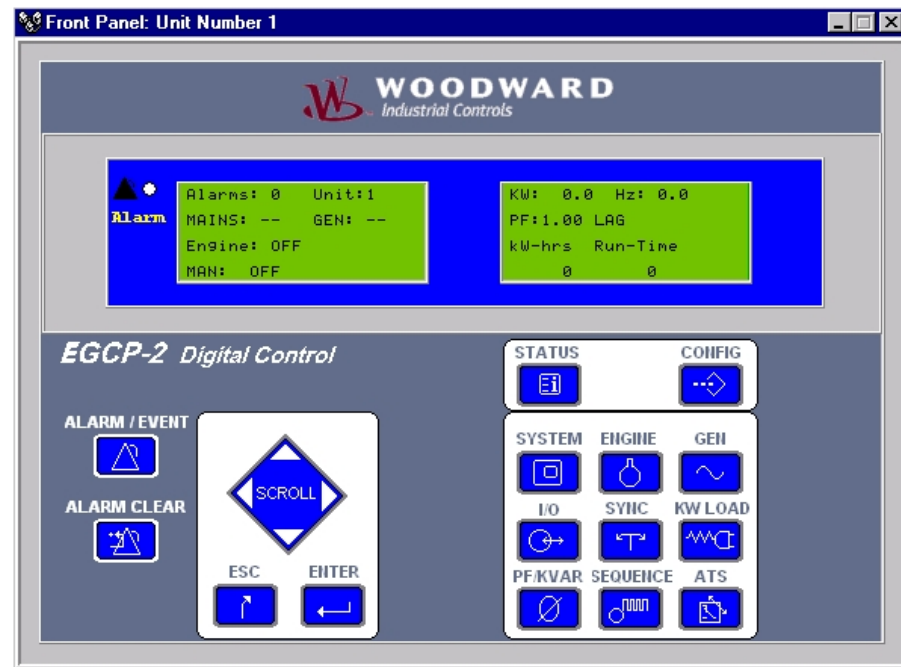 Front Panel: Unit Number 1
WOODWARD
Industrial Controls
Alarm
Alarms: 0 Unit:1
MAINS: -- GEN: --
Engine: OFF
MAN: OFF
KW: 0.0 Hz: 0.0
PF:1.00 LAG
kW-hrs Run-Time
0 0
EGCP-2 Digital Control
STATUS CONFIG
ALARM / EVENT
ALARM CLEAR
SCROLL
ESC ENTER
SYSTEM ENGINE GEN
I/O SYNC KW LOAD
PF/KVAR SEQUENCE ATS